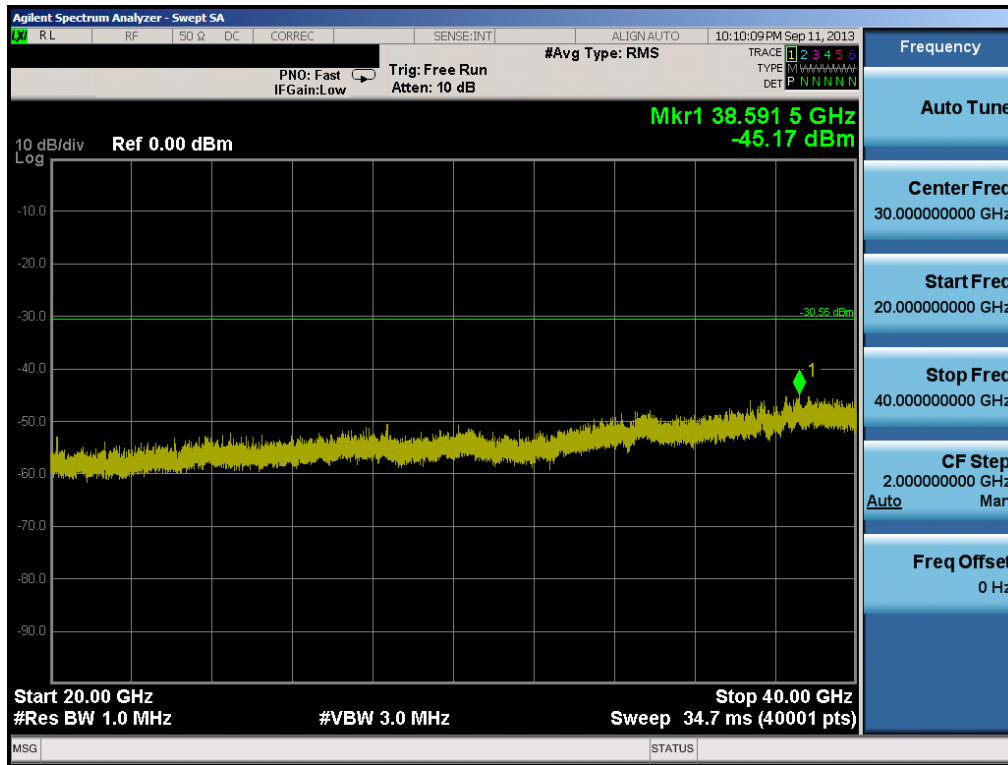 Agilent Spectrum Analyzer - Swept SA
LXI RL RF 50 Ω DC CORREC SENSE:INT ALIGN AUTO 10:10:09 PM Sep 11, 2013
#Avg Type: RMS
TRACE 1 2 3 4 5 6
PNO: Fast Trig: Free Run
TYPE M WWWWW
IFGain:Low Atten: 10 dB
DET P N N N N N
Mkr1 38.591 5 GHz
-45.17 dBm
10 dB/div Ref 0.00 dBm
Log
-10.0
-20.0
-30.0
-30.56 dBm
-40.0
1
-50.0
-60.0
-70.0
-80.0
-90.0
Start 20.00 GHz Stop 40.00 GHz
#Res BW 1.0 MHz #VBW 3.0 MHz Sweep 34.7 ms (40001 pts)
MSG STATUS
Frequency
Auto Tune
Center Freq
30.000000000 GHz
Start Freq
20.000000000 GHz
Stop Freq
40.000000000 GHz
CF Step
2.000000000 GHz
Auto Man
Freq Offset
0 Hz